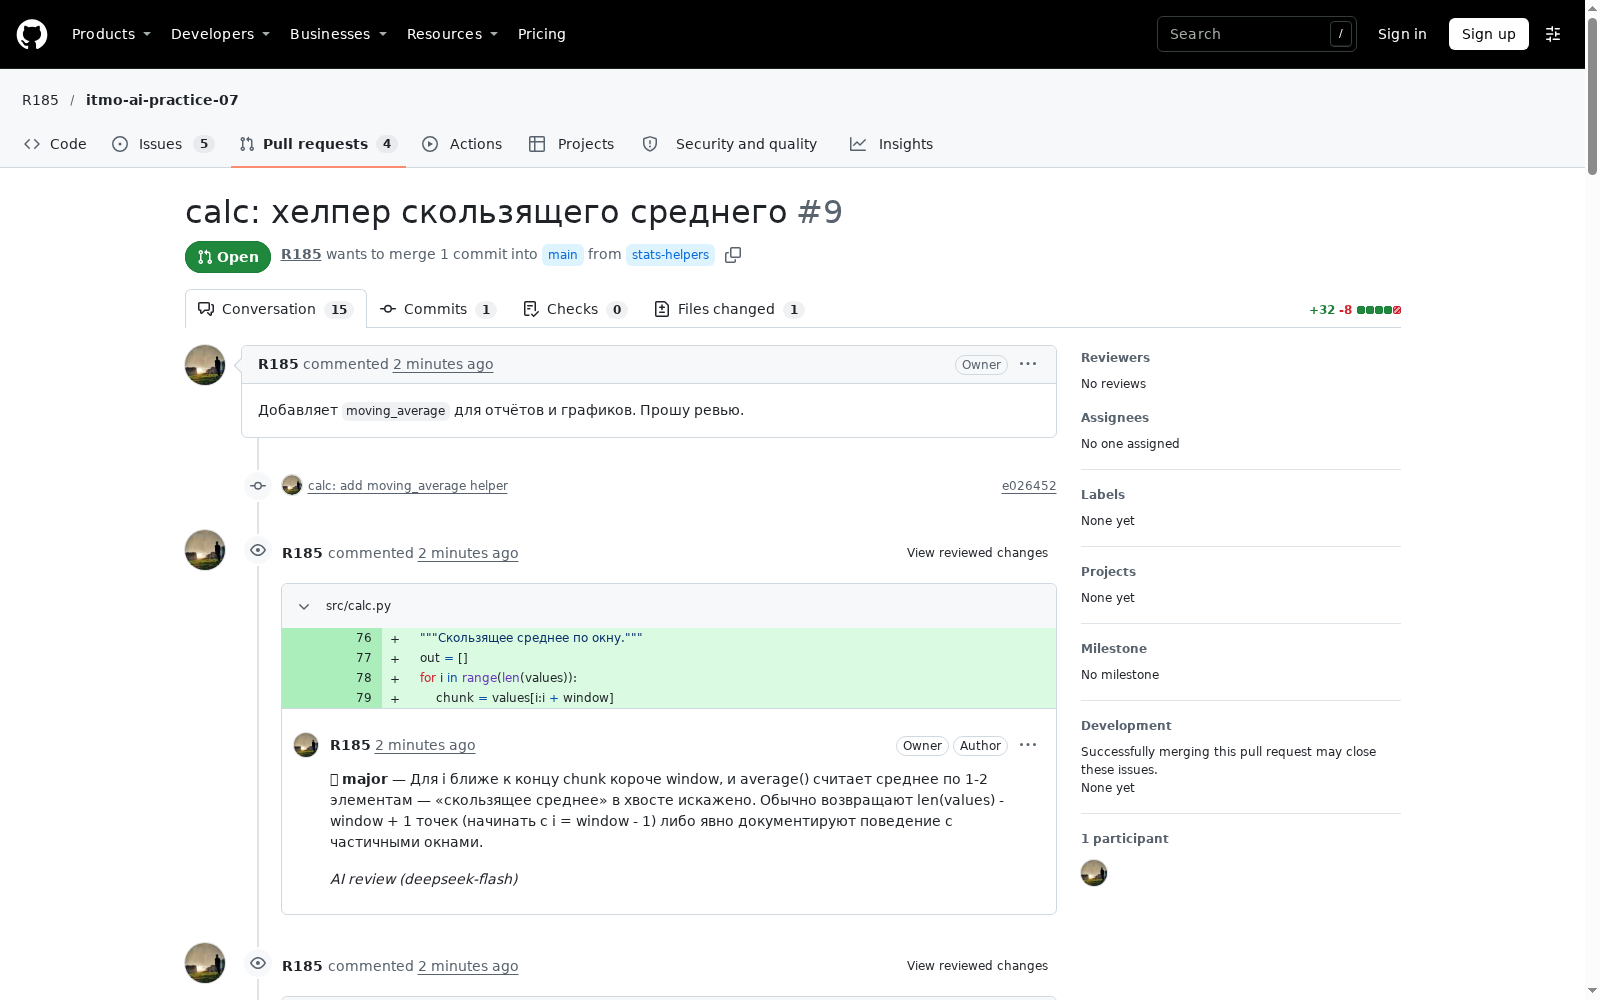 Products Developers Businesses Resources Pricing Search / Sign in Sign up
R185 / itmo-ai-practice-07
Code Issues 5 Pull requests 4 Actions Projects Security and quality Insights
calc: хелпер скользящего среднего #9
Open R185 wants to merge 1 commit into main from stats-helpers
Conversation 15 Commits 1 Checks 0 Files changed 1 +32 -8
R185 commented 2 minutes ago Owner
Добавляет moving_average для отчётов и графиков. Прошу ревью.
calc: add moving_average helper e026452
R185 commented 2 minutes ago View reviewed changes
src/calc.py
76 + """Скользящее среднее по окну."""
77 + out = []
78 + for i in range(len(values)):
79 + chunk = values[i:i + window]
R185 2 minutes ago Owner Author
major — Для i ближе к концу chunk короче window, и average() считает среднее по 1-2
элементам — «скользящее среднее» в хвосте искажено. Обычно возвращают len(values) -
window + 1 точек (начинать с i = window - 1) либо явно документируют поведение с
частичными окнами.
AI review (deepseek-flash)
R185 commented 2 minutes ago View reviewed changes
Reviewers
No reviews
Assignees
No one assigned
Labels
None yet
Projects
None yet
Milestone
No milestone
Development
Successfully merging this pull request may close
these issues.
None yet
1 participant